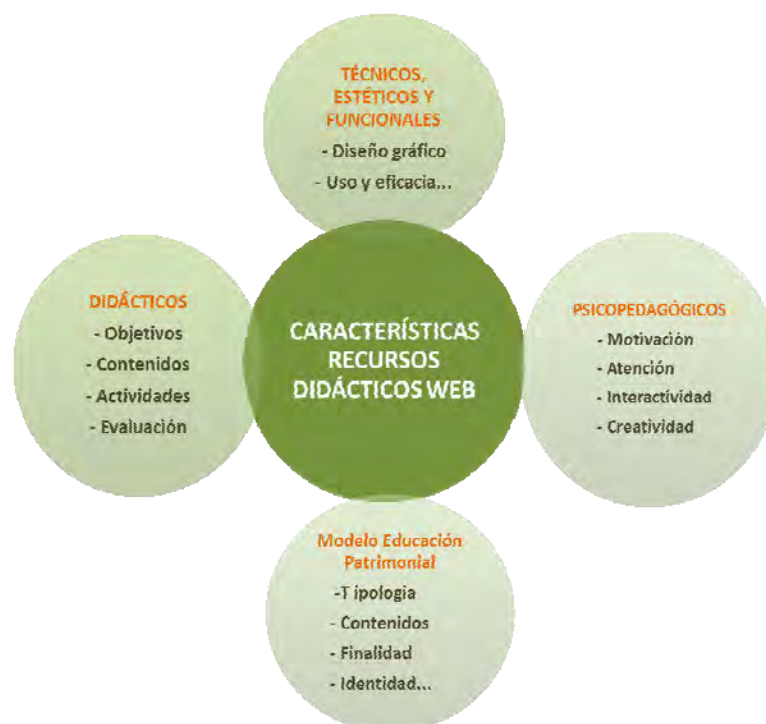 TÉCNICOS,
ESTÉTICOS Y
FUNCIONALES
- Diseño gráfico
- Uso y eficacia...
DIDÁCTICOS
- Objetivos
- Contenidos
- Actividades
- Evaluación
CARACTERÍSTICAS
RECURSOS
DIDÁCTICOS WEB
PSICOPEDAGÓGICOS
- Motivación
- Atención
- Interactividad
- Creatividad
Modelo Educación
Patrimonial
-T ipologia
- Contenidos
- Finalidad
- Identidad...